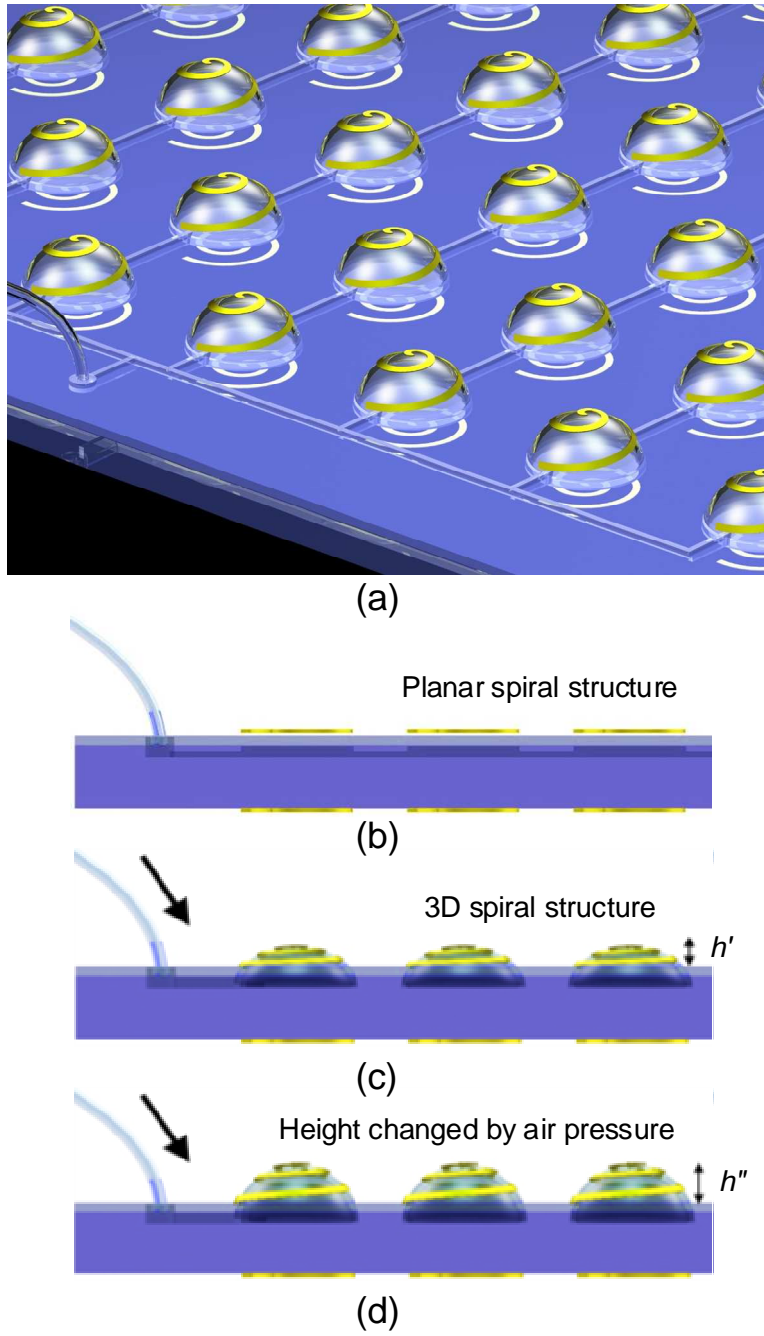 (a)
Planar spiral structure
(b)
3D spiral structure
h'
(c)
Height changed by air pressure
h"
(d)